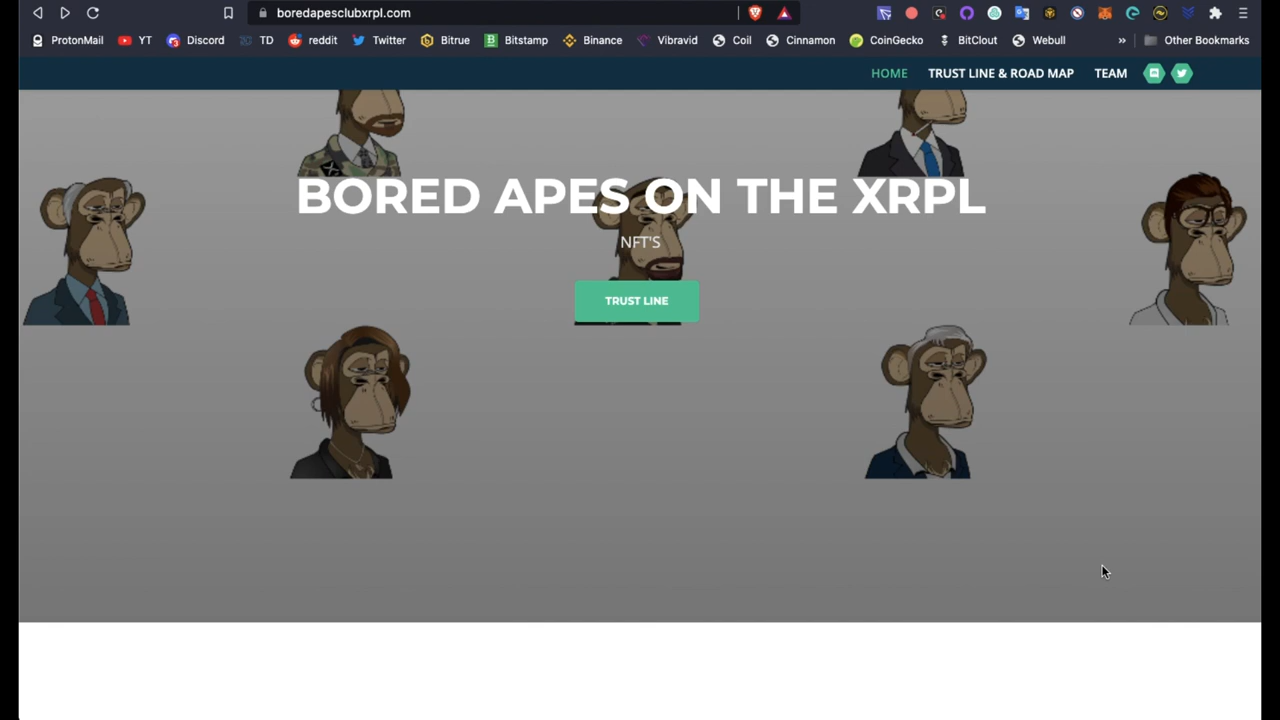 boredapesclubxrpl.com
ProtonMail YT Discord TD reddit Twitter Bitrue Bitstamp Binance Vibravid Coil Cinnamon CoinGecko BitClout Webull » Other Bookmarks
HOME TRUST LINE & ROAD MAP TEAM
BORED APES ON THE XRPL
NFT'S
TRUST LINE